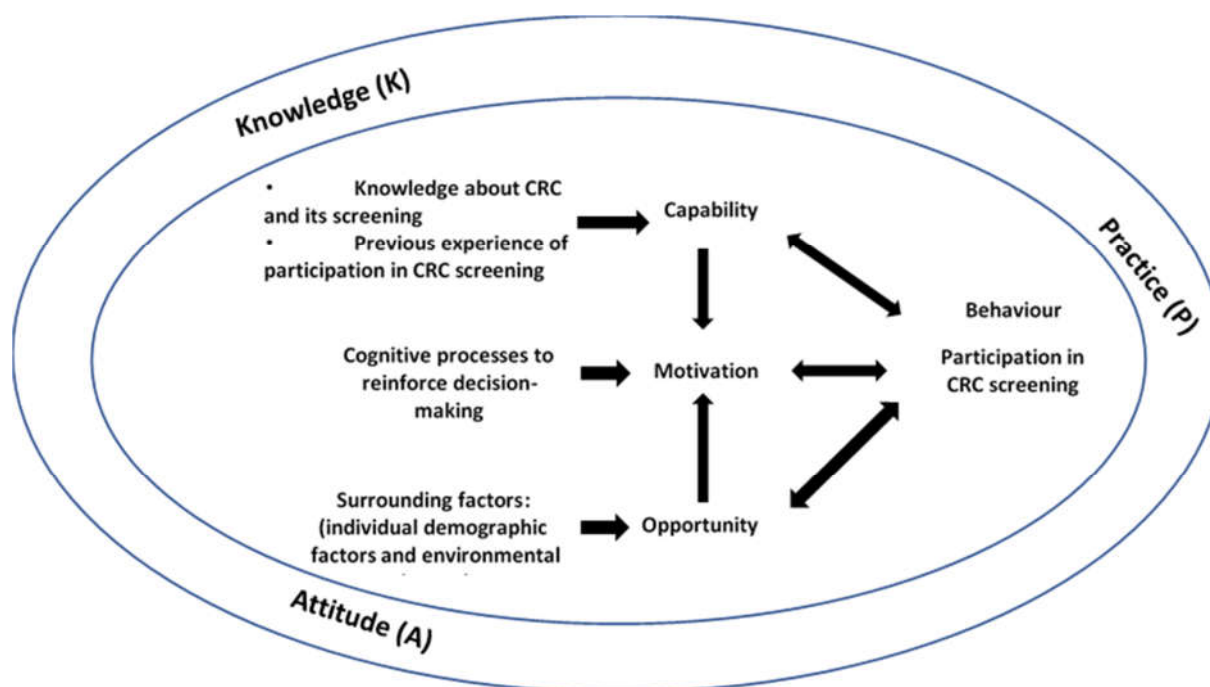 Knowledge (K)
• Knowledge about CRC
and its screening
• Previous experience of
participation in CRC screening
Capability
Practice (P)
Behaviour
Participation in
CRC screening
Cognitive processes to
reinforce decision-
making
Motivation
Surrounding factors:
(individual demographic
factors and environmental
Opportunity
Attitude (A)